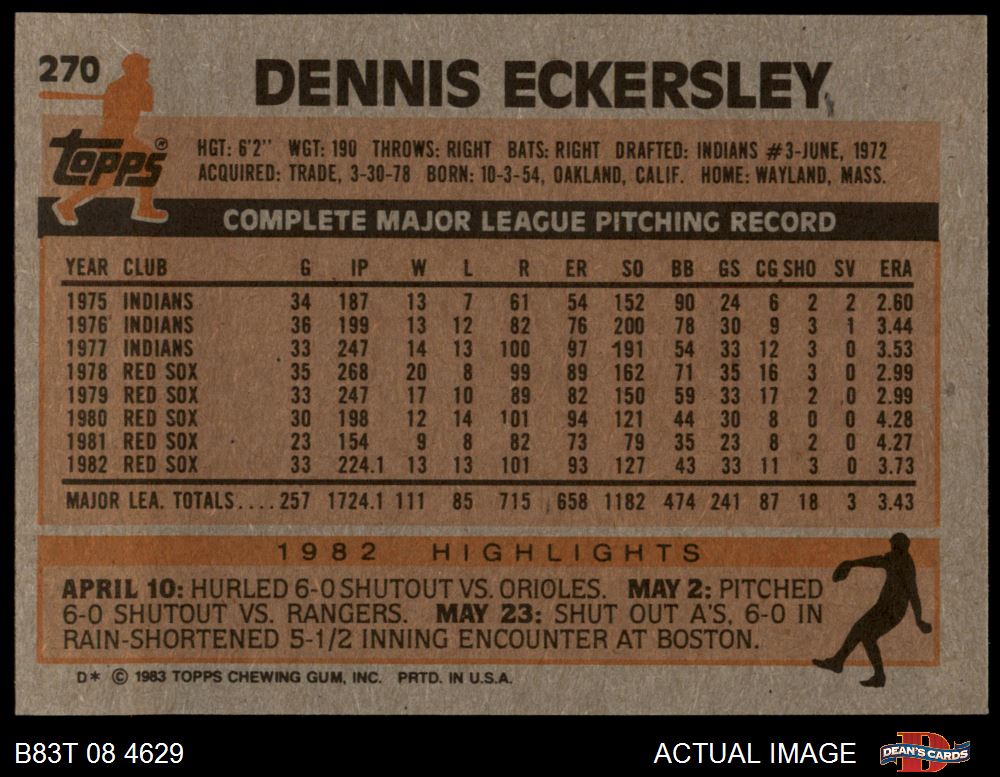 270
DENNIS ECKERSLEY
Topps®
HGT: 6'2" WGT: 190 THROWS: RIGHT BATS: RIGHT DRAFTED: INDIANS #3-JUNE, 1972
ACQUIRED: TRADE, 3-30-78 BORN: 10-3-54, OAKLAND, CALIF. HOME: WAYLAND, MASS.
COMPLETE MAJOR LEAGUE PITCHING RECORD
YEAR CLUB G IP W L R ER SO BB GS CG SHO SV ERA
1975 INDIANS 34 187 13 7 61 54 152 90 24 6 2 2 2.60
1976 INDIANS 36 199 13 12 82 76 200 78 30 9 3 1 3.44
1977 INDIANS 33 247 14 13 100 97 191 54 33 12 3 0 3.53
1978 RED SOX 35 268 20 8 99 89 162 71 35 16 3 0 2.99
1979 RED SOX 33 247 17 10 89 82 150 59 33 17 2 0 2.99
1980 RED SOX 30 198 12 14 101 94 121 44 30 8 0 0 4.28
1981 RED SOX 23 154 9 8 82 73 79 35 23 8 2 0 4.27
1982 RED SOX 33 224.1 13 13 101 93 127 43 33 11 3 0 3.73
MAJOR LEA. TOTALS....257 1724.1 111 85 715 658 1182 474 241 87 18 3 3.43
1982 HIGHLIGHTS
APRIL 10: HURLED 6-0 SHUTOUT VS. ORIOLES. MAY 2: PITCHED
6-0 SHUTOUT VS. RANGERS. MAY 23: SHUT OUT A'S, 6-0 IN
RAIN-SHORTENED 5-1/2 INNING ENCOUNTER AT BOSTON.
D* © 1983 TOPPS CHEWING GUM, INC. PRTD. IN U.S.A.
B83T 08 4629
ACTUAL IMAGE
DEAN'S CARDS